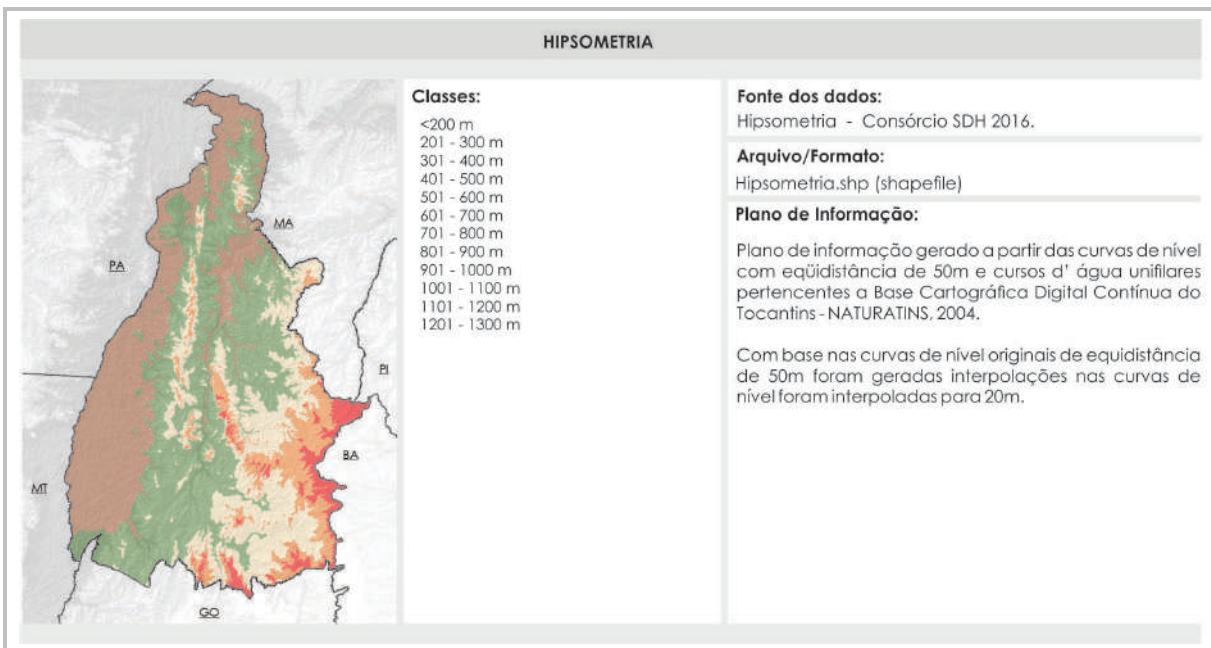 HIPSOMETRIA
PA
MA
PI
BA
MT
GO
Classes:
<200 m
201 - 300 m
301 - 400 m
401 - 500 m
501 - 600 m
601 - 700 m
701 - 800 m
801 - 900 m
901 - 1000 m
1001 - 1100 m
1101 - 1200 m
1201 - 1300 m
Fonte dos dados:
Hipsometria - Consórcio SDH 2016.
Arquivo/Formato:
Hipsometria.shp (shapefile)
Plano de Informação:
Plano de informação gerado a partir das curvas de nível
com eqüidistância de 50m e cursos d' água unifilares
pertencentes a Base Cartográfica Digital Contínua do
Tocantins - NATURATINS, 2004.
Com base nas curvas de nível originais de equidistância
de 50m foram geradas interpolações nas curvas de
nível foram interpoladas para 20m.